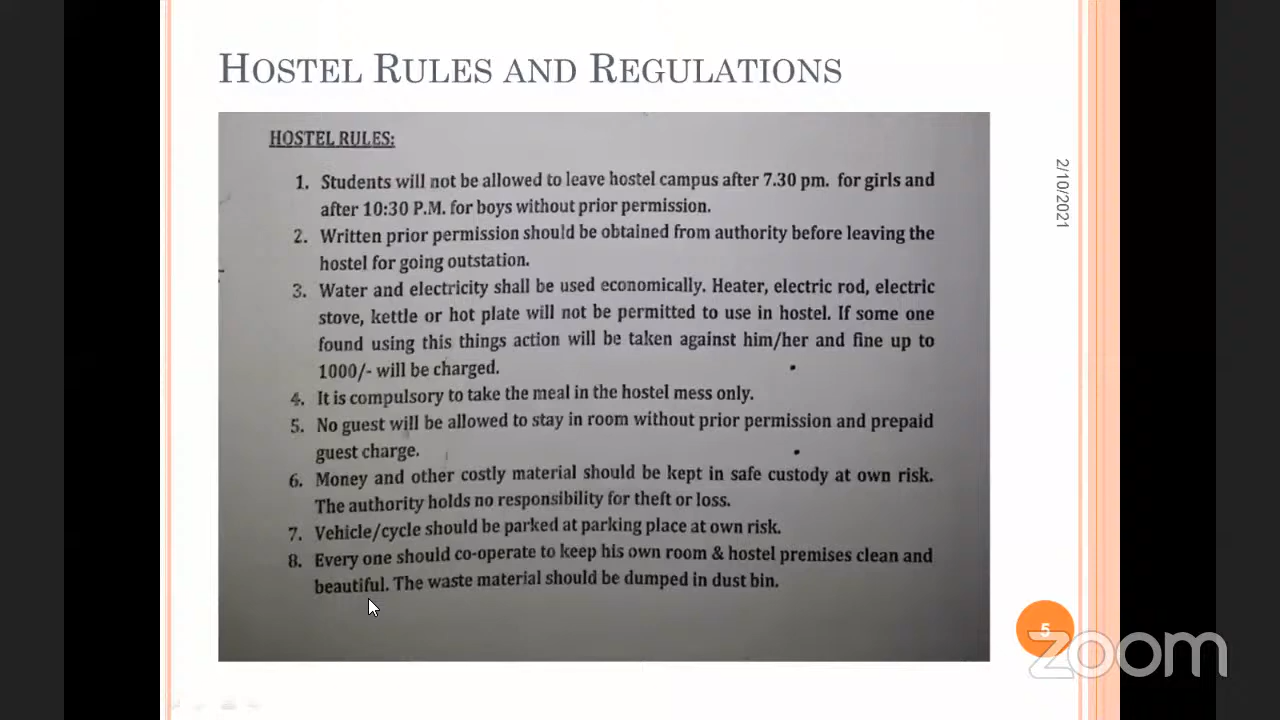 HOSTEL RULES AND REGULATIONS
HOSTEL RULES:
1. Students will not be allowed to leave hostel campus after 7.30 pm. for girls and
after 10:30 P.M. for boys without prior permission.
2. Written prior permission should be obtained from authority before leaving the
hostel for going outstation.
3. Water and electricity shall be used economically. Heater, electric rod, electric
stove, kettle or hot plate will not be permitted to use in hostel. If some one
found using this things action will be taken against him/her and fine up to
1000/- will be charged.
4. It is compulsory to take the meal in the hostel mess only.
5. No guest will be allowed to stay in room without prior permission and prepaid
guest charge.
6. Money and other costly material should be kept in safe custody at own risk.
The authority holds no responsibility for theft or loss.
7. Vehicle/cycle should be parked at parking place at own risk.
8. Every one should co-operate to keep his own room & hostel premises clean and
beautiful. The waste material should be dumped in dust bin.
2/10/2021
5
zoom